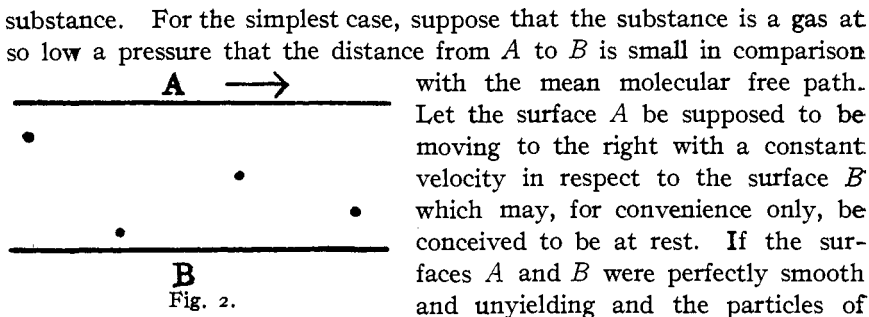 substance. For the simplest case, suppose that the substance is a gas at
so low a pressure that the distance from A to B is small in comparison
A
with the mean molecular free path.
Let the surface A be supposed to be
moving to the right with a constant
velocity in respect to the surface B
which may, for convenience only, be
conceived to be at rest. If the sur-
faces A and B were perfectly smooth
and unyielding and the particles of
B
Fig. 2.